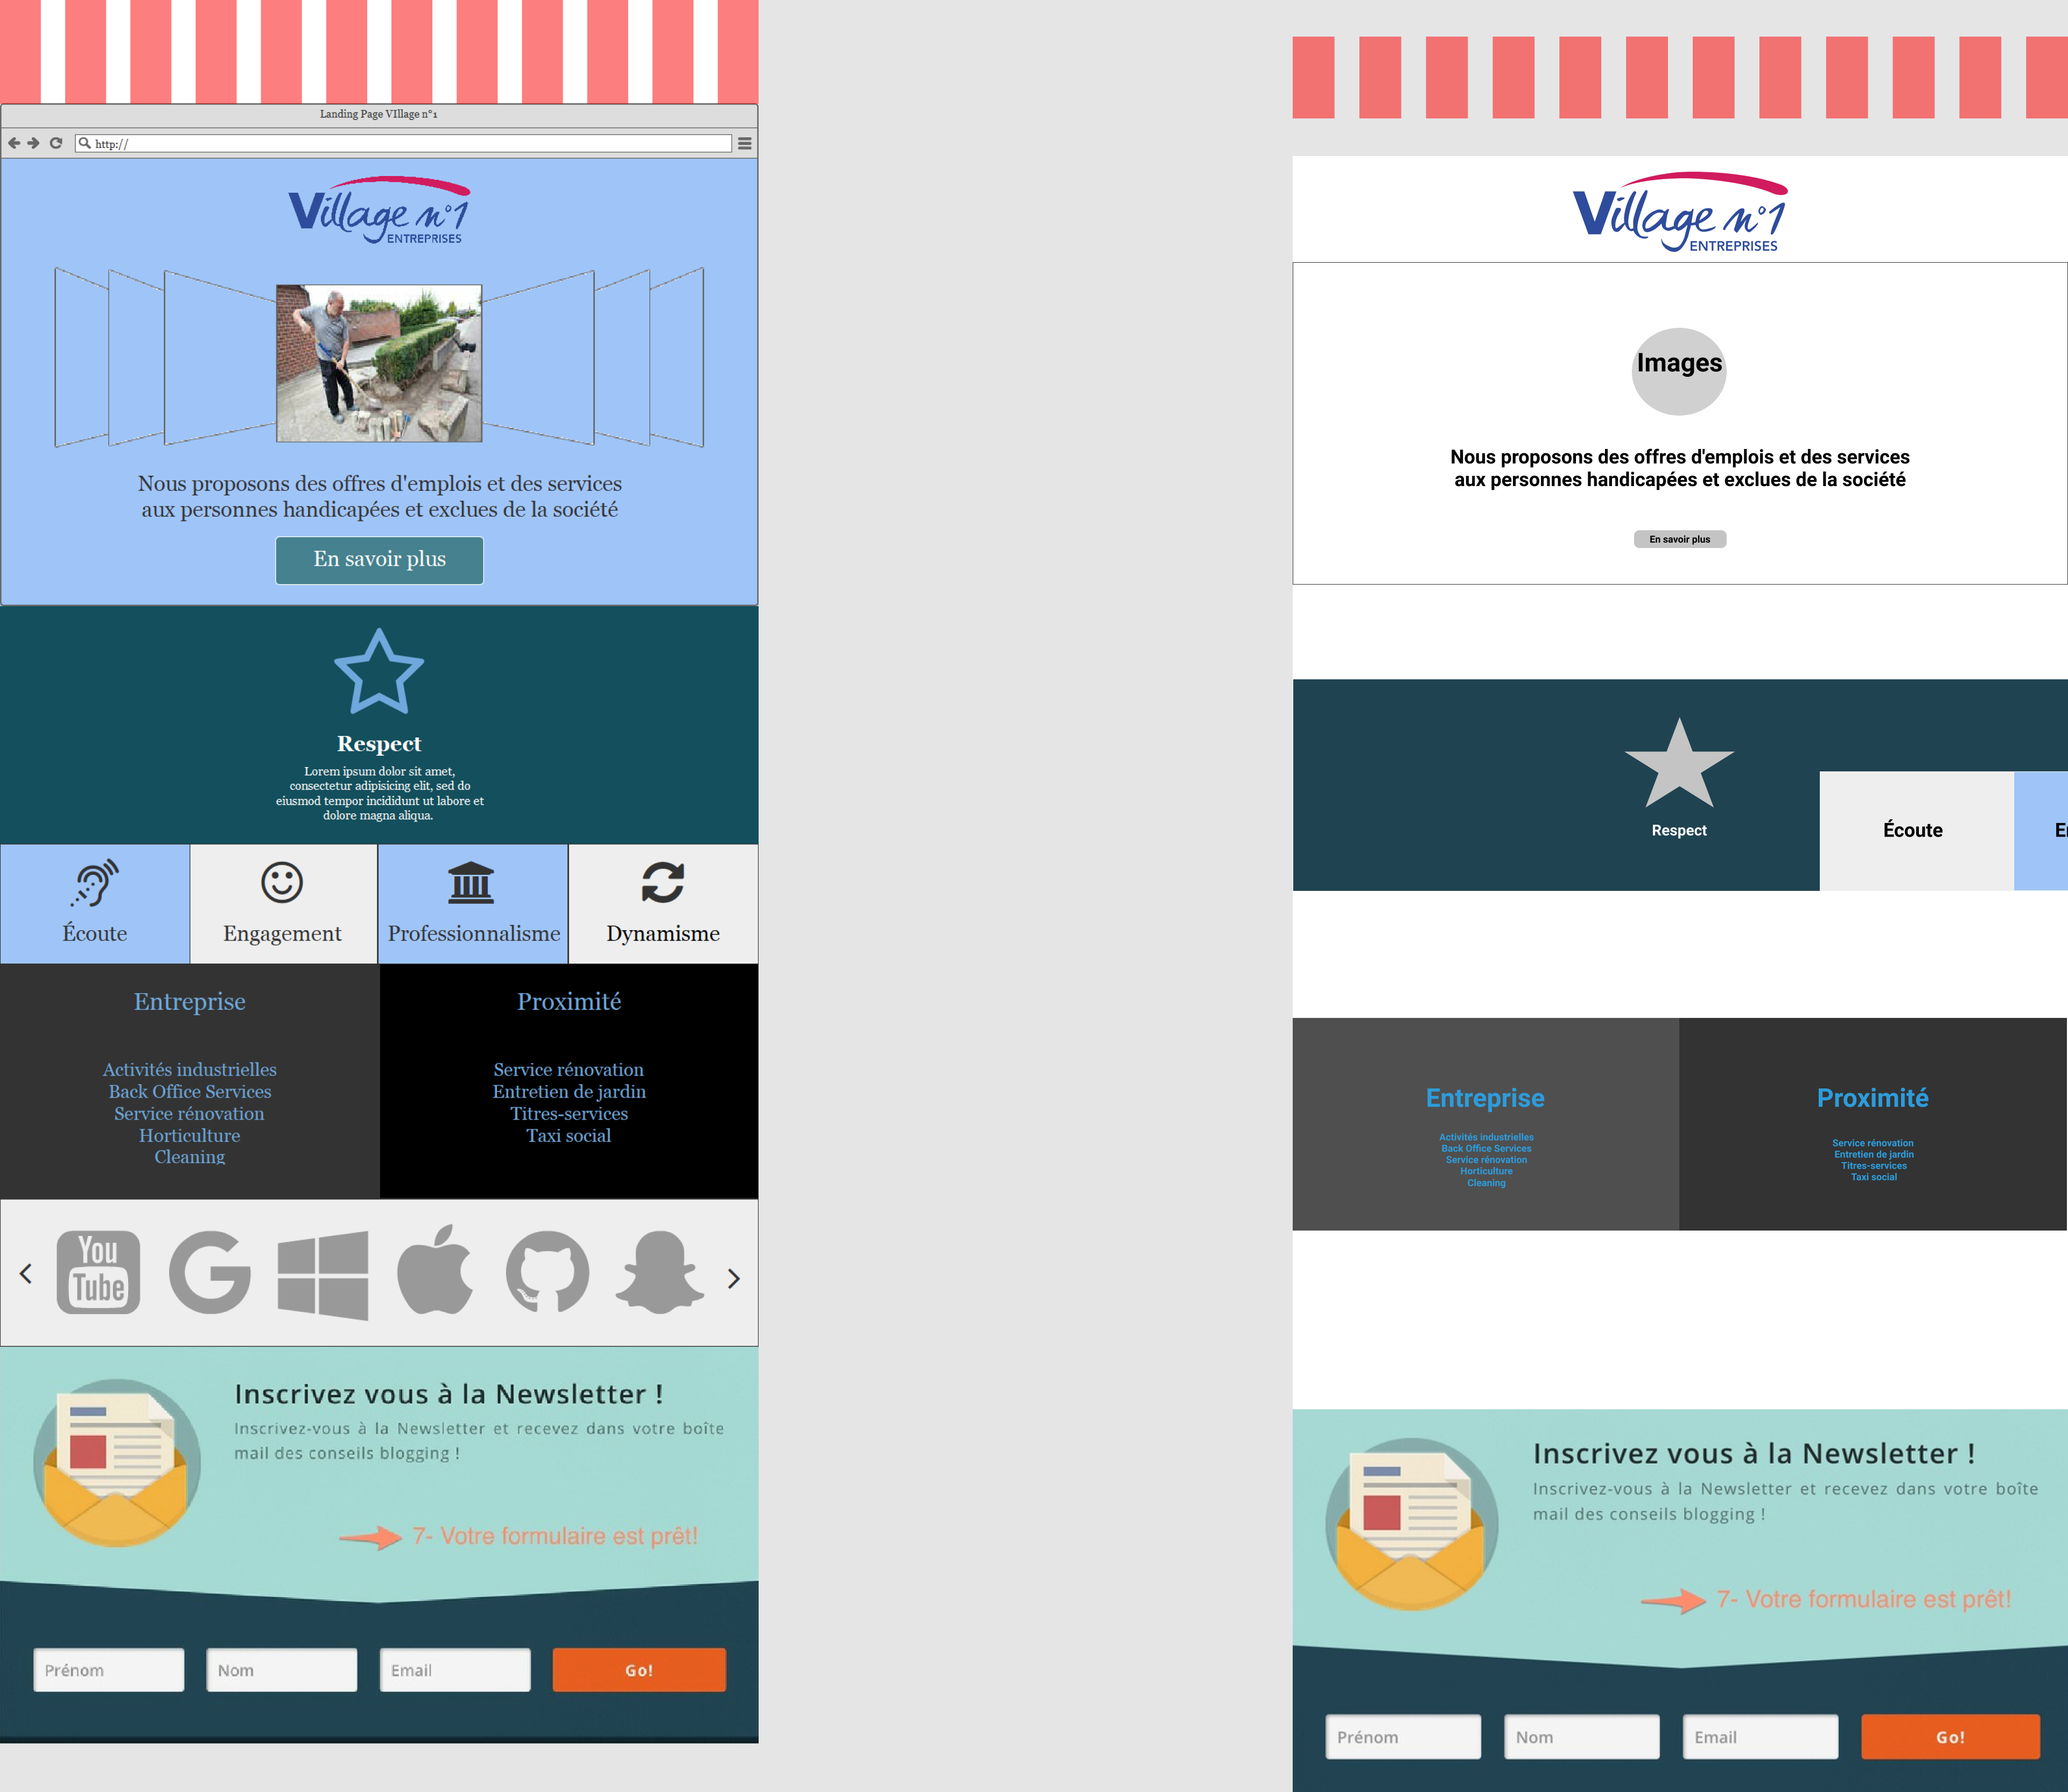 Landing Page VIllage n°1
http://
Village n°1
ENTREPRISES
Nous proposons des offres d'emplois et des services
aux personnes handicapées et exclues de la société
En savoir plus
Respect
Lorem ipsum dolor sit amet,
consectetur adipisicing elit, sed do
eiusmod tempor incididunt ut labore et
dolore magna aliqua.
Écoute
Engagement
Professionnalisme
Dynamisme
Entreprise
Activités industrielles
Back Office Services
Service rénovation
Horticulture
Cleaning
Proximité
Service rénovation
Entretien de jardin
Titres-services
Taxi social
You
Tube
Inscrivez vous à la Newsletter !
Inscrivez-vous à la Newsletter et recevez dans votre boîte
mail des conseils blogging !
7- Votre formulaire est prêt!
Prénom
Nom
Email
Go!
Village n°1
ENTREPRISES
Images
Nous proposons des offres d'emplois et des services
aux personnes handicapées et exclues de la société
En savoir plus
Respect
Écoute
Entreprise
Activités industrielles
Back Office Services
Service rénovation
Horticulture
Cleaning
Proximité
Service rénovation
Entretien de jardin
Titres-services
Taxi social
Inscrivez vous à la Newsletter !
Inscrivez-vous à la Newsletter et recevez dans votre boîte
mail des conseils blogging !
7- Votre formulaire est prêt!
Prénom
Nom
Email
Go!